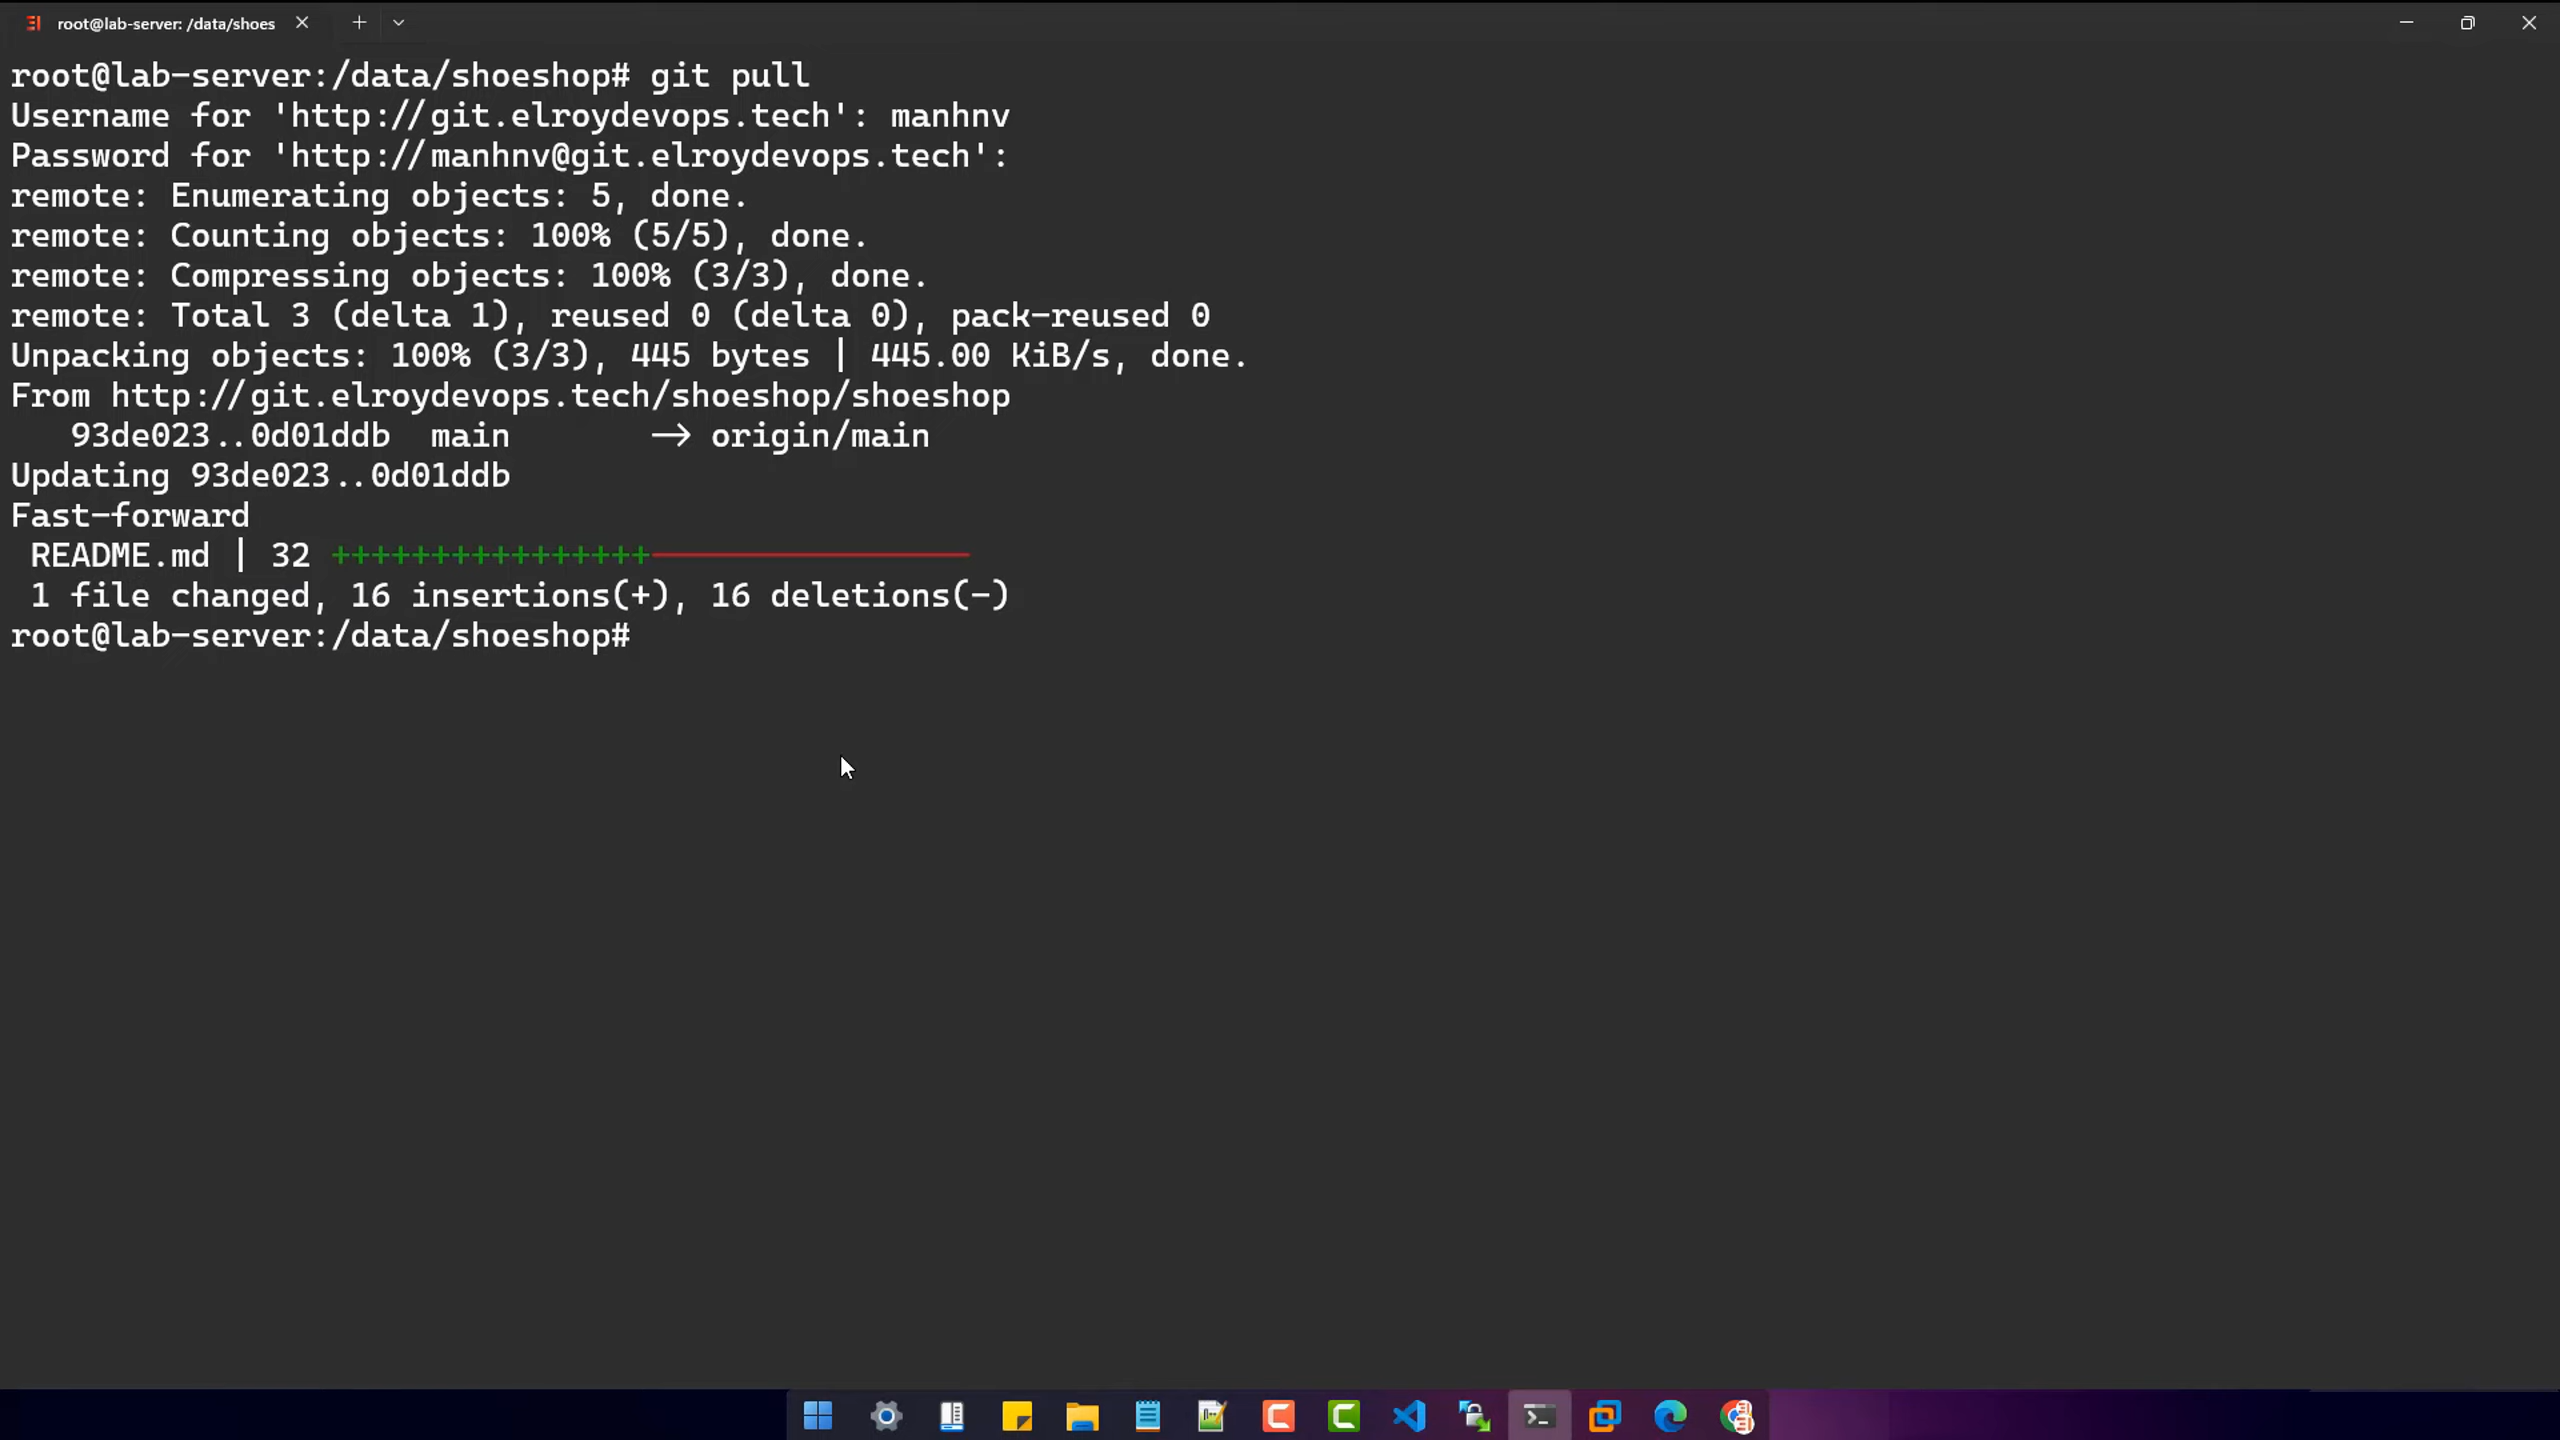 root@lab-server: /data/shoes
root@lab-server:/data/shoeshop# git pull
Username for 'http://git.elroydevops.tech': manhnv
Password for 'http://manhnv@git.elroydevops.tech':
remote: Enumerating objects: 5, done.
remote: Counting objects: 100% (5/5), done.
remote: Compressing objects: 100% (3/3), done.
remote: Total 3 (delta 1), reused 0 (delta 0), pack-reused 0
Unpacking objects: 100% (3/3), 445 bytes | 445.00 KiB/s, done.
From http://git.elroydevops.tech/shoeshop/shoeshop
   93de023..0d01ddb  main       -> origin/main
Updating 93de023..0d01ddb
Fast-forward
 README.md | 32 ++++++++++++++++----------------
 1 file changed, 16 insertions(+), 16 deletions(-)
root@lab-server:/data/shoeshop#